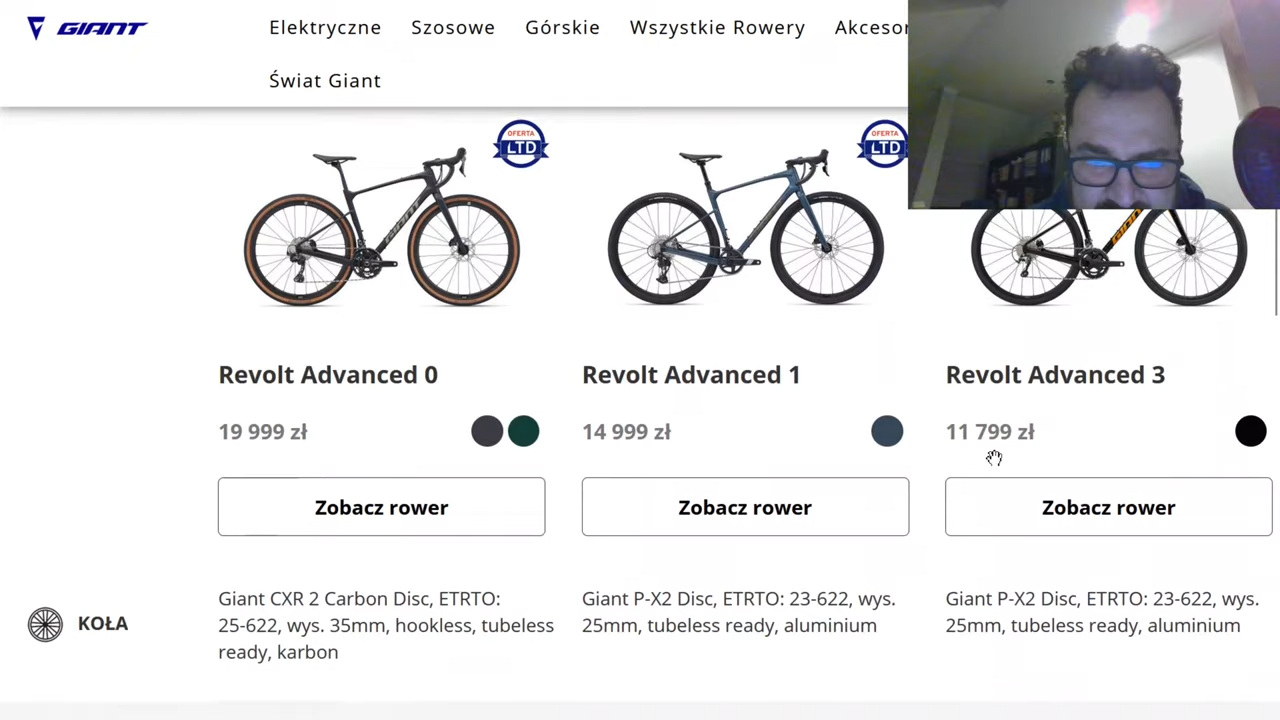 GIANT
Elektryczne Szosowe Górskie Wszystkie Rowery
Świat Giant
OFERTA
LTD
OFERTA
LTD
GIANT
Revolt Advanced 0
Revolt Advanced 1
Revolt Advanced 3
19 999 zł
14 999 zł
11 799 zł
Zobacz rower
Zobacz rower
Zobacz rower
KOŁA
Giant CXR 2 Carbon Disc, ETRTO:
25-622, wys. 35mm, hookless, tubeless
ready, karbon
Giant P-X2 Disc, ETRTO: 23-622, wys.
25mm, tubeless ready, aluminium
Giant P-X2 Disc, ETRTO: 23-622, wys.
25mm, tubeless ready, aluminium